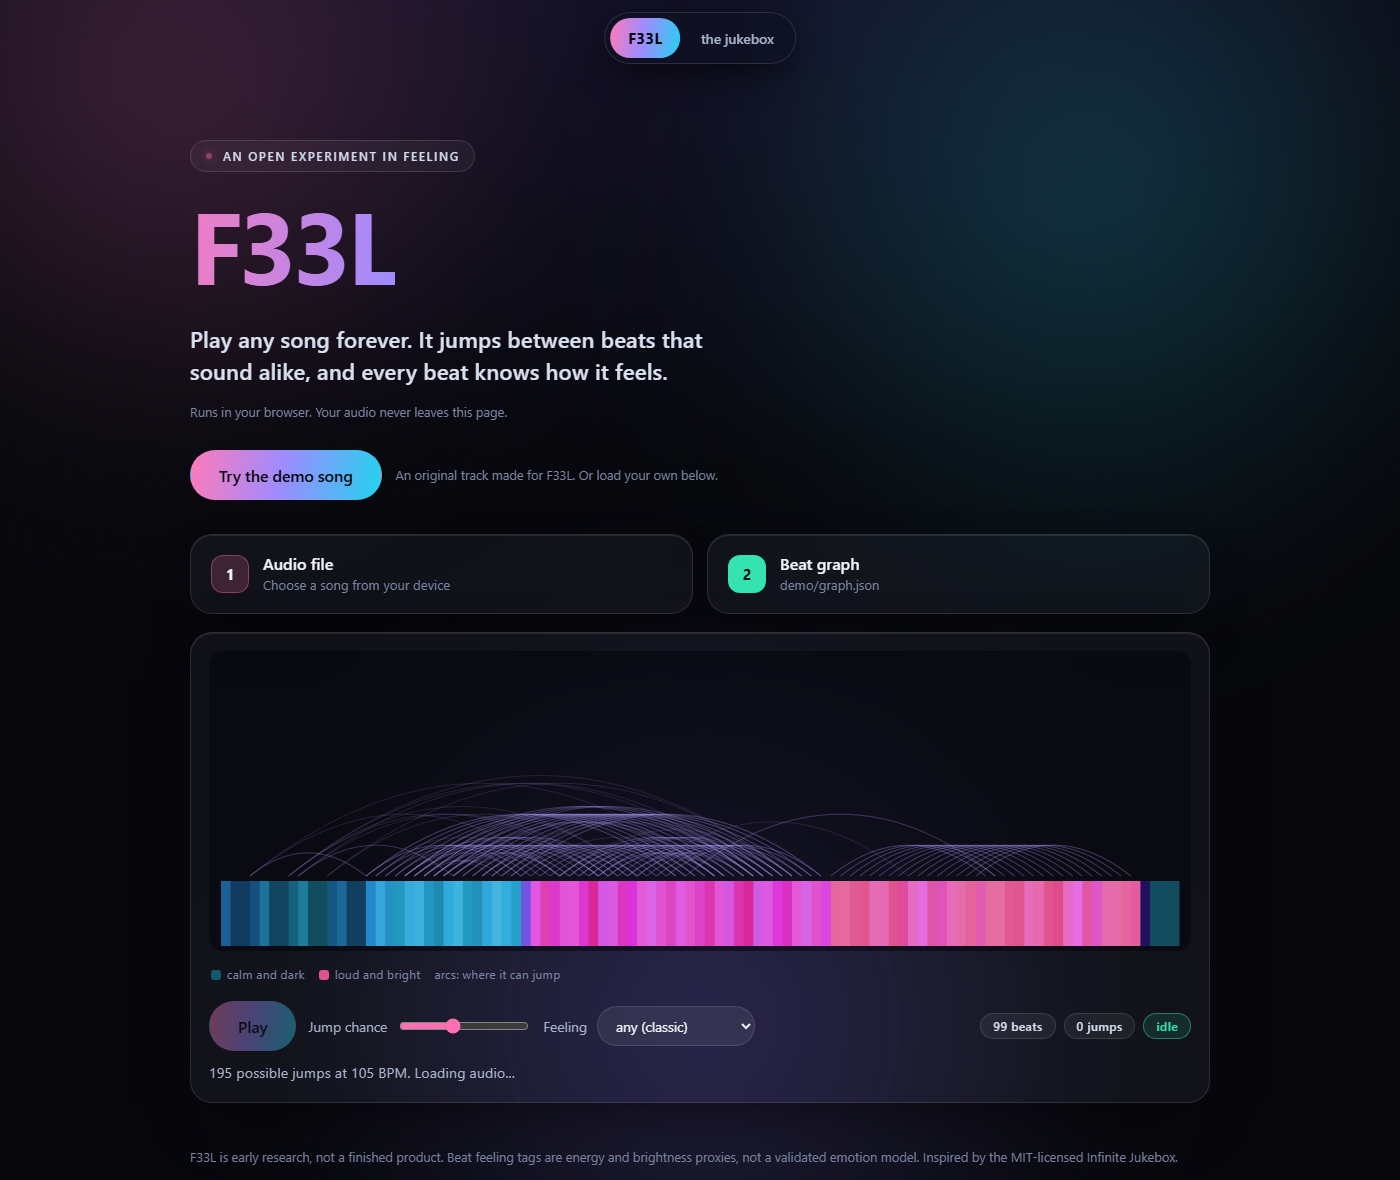 F33L
the jukebox
AN OPEN EXPERIMENT IN FEELING
F33L
Play any song forever. It jumps between beats that
sound alike, and every beat knows how it feels.
Runs in your browser. Your audio never leaves this page.
Try the demo song
An original track made for F33L. Or load your own below.
1
Audio file
Choose a song from your device
2
Beat graph
demo/graph.json
calm and dark
loud and bright
arcs: where it can jump
Play
Jump chance
Feeling
any (classic)
99 beats
0 jumps
idle
195 possible jumps at 105 BPM. Loading audio...
F33L is early research, not a finished product. Beat feeling tags are energy and brightness proxies, not a validated emotion model. Inspired by the MIT-licensed Infinite Jukebox.